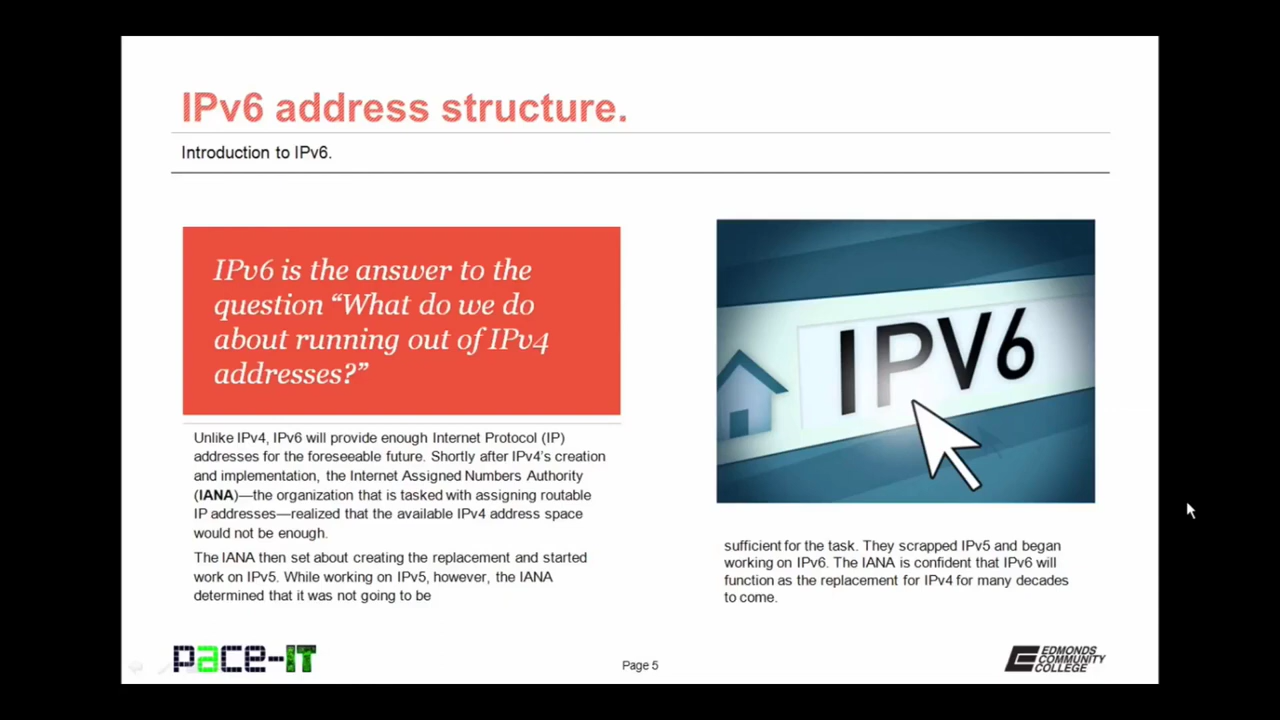 IPv6 address structure.
Introduction to IPv6.
IPv6 is the answer to the
question “What do we do
about running out of IPv4
addresses?”
Unlike IPv4, IPv6 will provide enough Internet Protocol (IP)
addresses for the foreseeable future. Shortly after IPv4’s creation
and implementation, the Internet Assigned Numbers Authority
(IANA)—the organization that is tasked with assigning routable
IP addresses—realized that the available IPv4 address space
would not be enough.
The IANA then set about creating the replacement and started
work on IPv5. While working on IPv5, however, the IANA
determined that it was not going to be
IPV6
sufficient for the task. They scrapped IPv5 and began
working on IPv6. The IANA is confident that IPv6 will
function as the replacement for IPv4 for many decades
to come.
pace-IT
Page 5
EDMONDS
COMMUNITY
COLLEGE